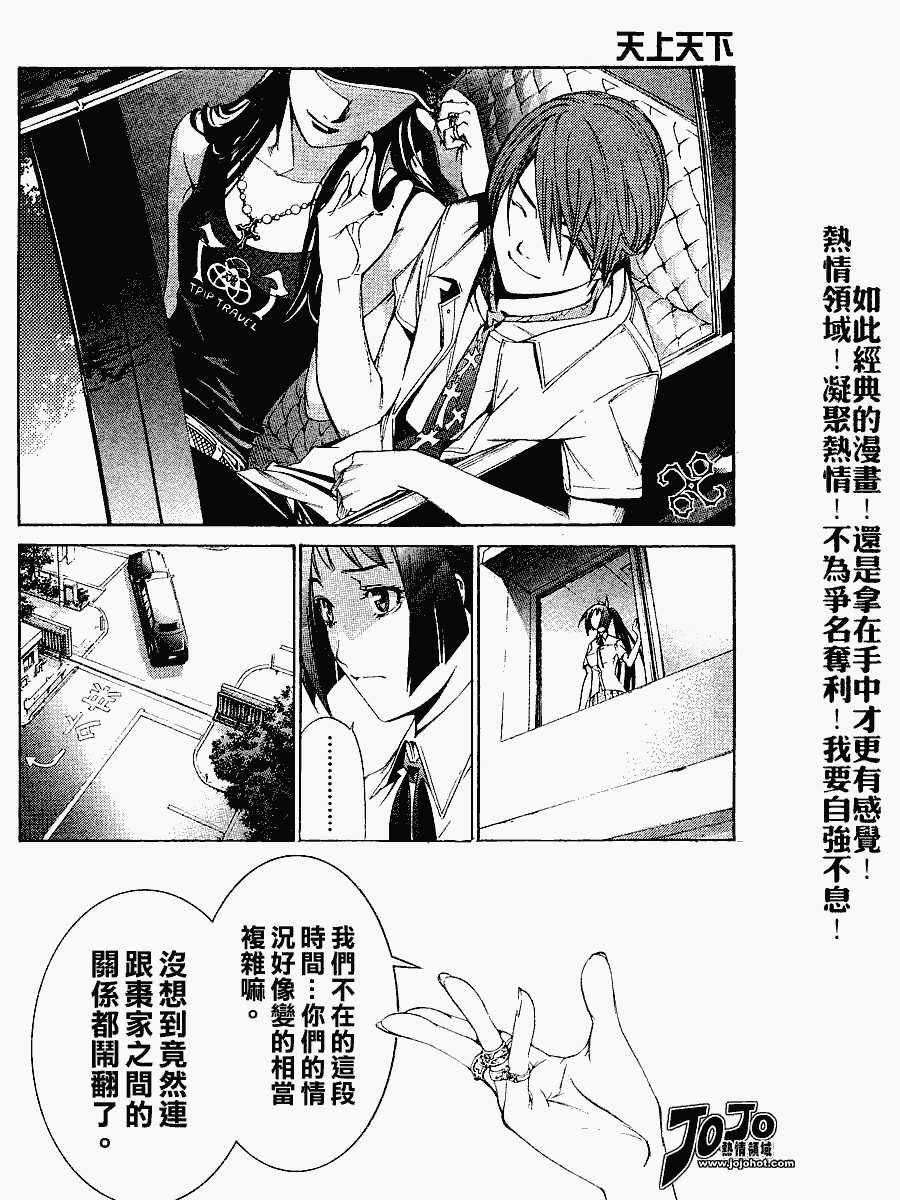 天上天下
TRIP TRAVEL
如此經典的漫畫！還是拿在手中才更有感覺！
熱情領域！凝聚熱情！不為爭名奪利！我要自強不息！
…………
我們不在的這段
時間…你們的情
況好像變的相當
複雜嘛。
沒想到竟然連
跟棗家之間的
關係都鬧翻了。
JOJO
熱情領域
www.jojohot.com